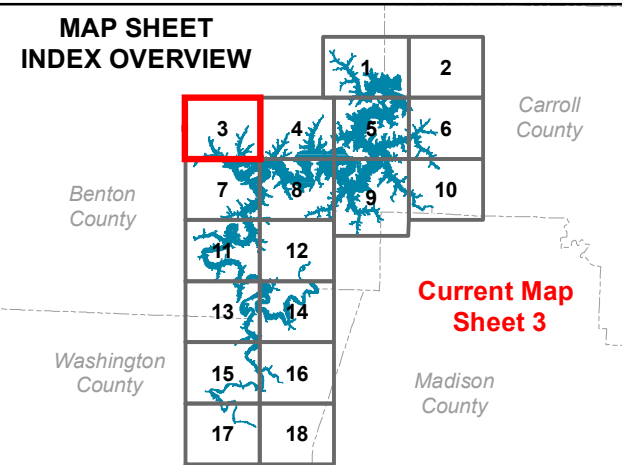 MAP SHEET
INDEX OVERVIEW
1
2
Carroll
County
3
4
5
6
Benton
County
7
8
9
10
11
12
Current Map
Sheet 3
13
14
Washington
County
15
16
Madison
County
17
18